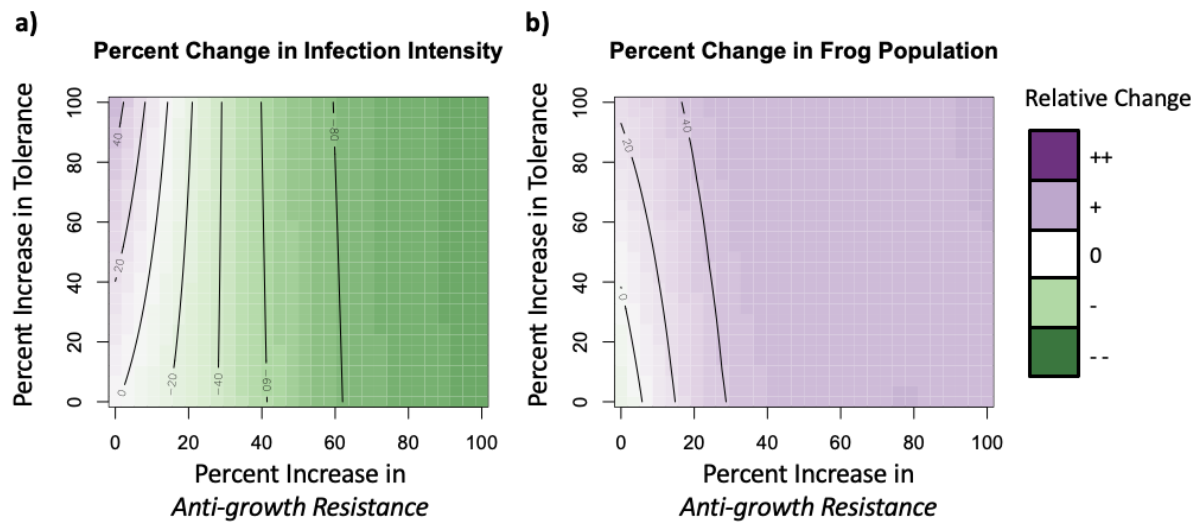 a)
Percent Change in Infection Intensity
Percent Increase in Tolerance
100
80
60
40
20
0
40
20
0
-20
-40
-60
-80
0 20 40 60 80 100
Percent Increase in
Anti-growth Resistance
b)
Percent Change in Frog Population
Percent Increase in Tolerance
100
80
60
40
20
0
20
40
0
0 20 40 60 80 100
Percent Increase in
Anti-growth Resistance
Relative Change
++
+
0
-
- -